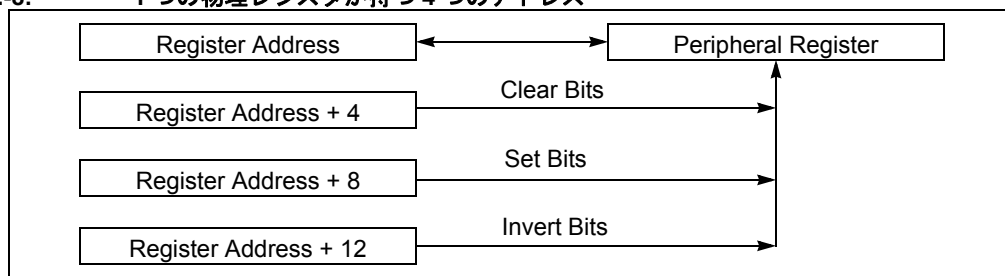 １つの物理レジスタが持つ４つのアドレス
Register Address
Peripheral Register
Clear Bits
Register Address + 4
Set Bits
Register Address + 8
Invert Bits
Register Address + 12